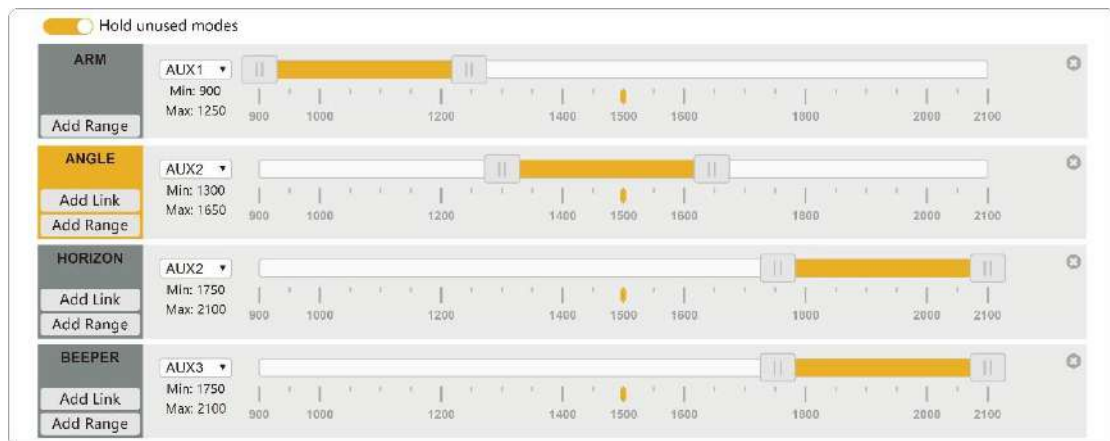 Hold unused modes
ARM
AUX1
Min: 900
Max: 1250
Add Range
900 1000 1200 1400 1500 1600 1800 2000 2100
ANGLE
AUX2
Min: 1300
Max: 1650
Add Link
Add Range
900 1000 1200 1400 1500 1600 1800 2000 2100
HORIZON
AUX2
Min: 1750
Max: 2100
Add Link
Add Range
900 1000 1200 1400 1500 1600 1800 2000 2100
BEEPER
AUX3
Min: 1750
Max: 2100
Add Link
Add Range
900 1000 1200 1400 1500 1600 1800 2000 2100